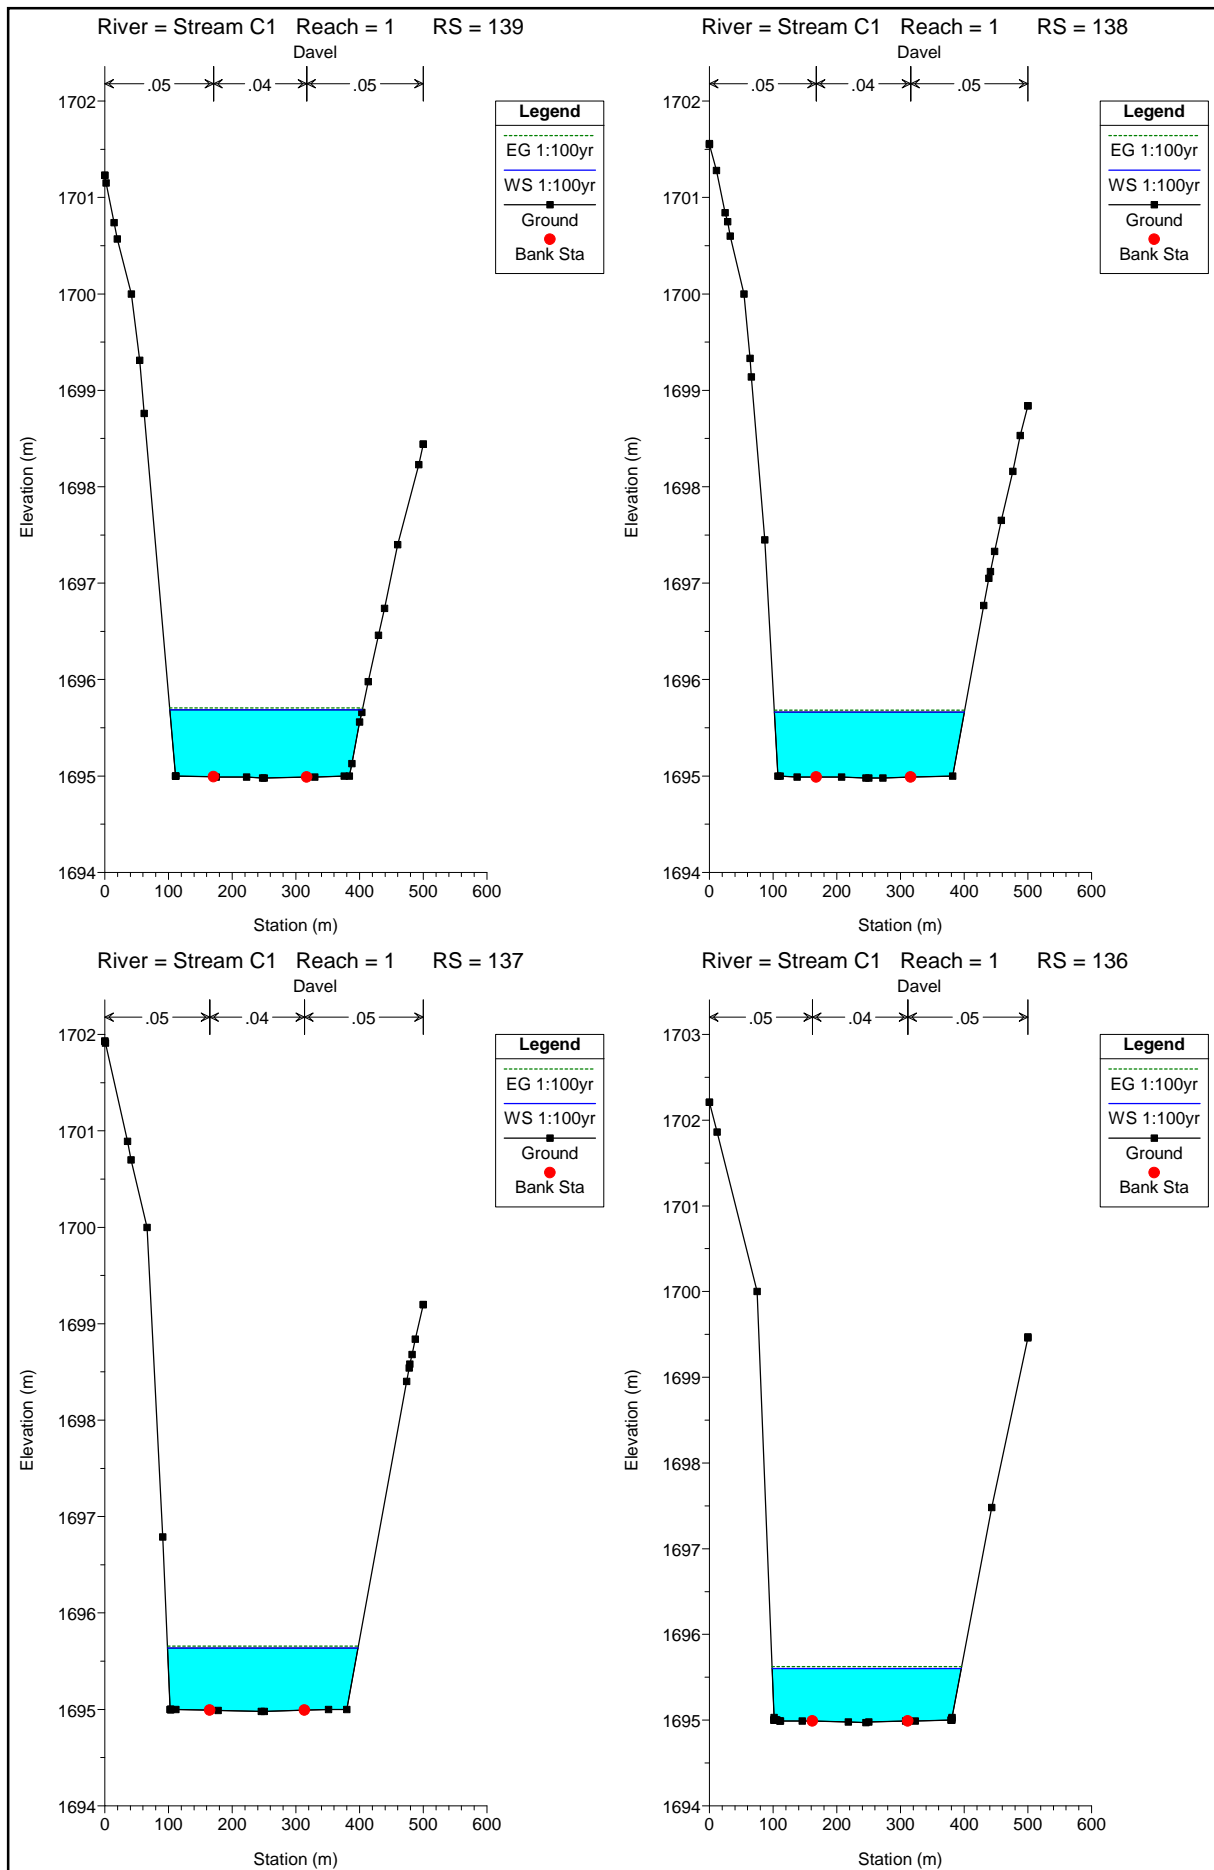 River = Stream C1 Reach = 1 RS = 139
Davel
.05 .04 .05
Legend
EG 1:100yr
WS 1:100yr
Ground
Bank Sta
1702
1701
1700
1699
1698
1697
1696
1695
1694
Elevation (m)
0 100 200 300 400 500 600
Station (m)
River = Stream C1 Reach = 1 RS = 138
Davel
.05 .04 .05
Legend
EG 1:100yr
WS 1:100yr
Ground
Bank Sta
1702
1701
1700
1699
1698
1697
1696
1695
1694
Elevation (m)
0 100 200 300 400 500 600
Station (m)
River = Stream C1 Reach = 1 RS = 137
Davel
.05 .04 .05
Legend
EG 1:100yr
WS 1:100yr
Ground
Bank Sta
1702
1701
1700
1699
1698
1697
1696
1695
1694
Elevation (m)
0 100 200 300 400 500 600
Station (m)
River = Stream C1 Reach = 1 RS = 136
Davel
.05 .04 .05
Legend
EG 1:100yr
WS 1:100yr
Ground
Bank Sta
1703
1702
1701
1700
1699
1698
1697
1696
1695
1694
Elevation (m)
0 100 200 300 400 500 600
Station (m)